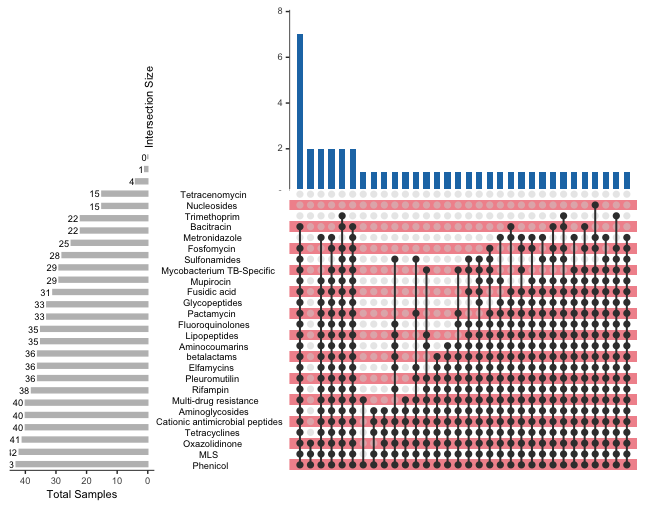 8
6
4
2
Intersection Size
0
1
4
15
15
22
22
25
28
29
29
31
33
33
35
35
36
36
36
38
40
40
40
41
3
Tetracenomycin
Nucleosides
Trimethoprim
Bacitracin
Metronidazole
Fosfomycin
Sulfonamides
Mycobacterium TB-Specific
Mupirocin
Fusidic acid
Glycopeptides
Pactamycin
Fluoroquinolones
Lipopeptides
Aminocoumarins
betalactams
Elfamycins
Pleuromutilin
Rifampin
Multi-drug resistance
Aminoglycosides
Cationic antimicrobial peptides
Tetracyclines
Oxazolidinone
MLS
Phenicol
40 30 20 10 0
Total Samples